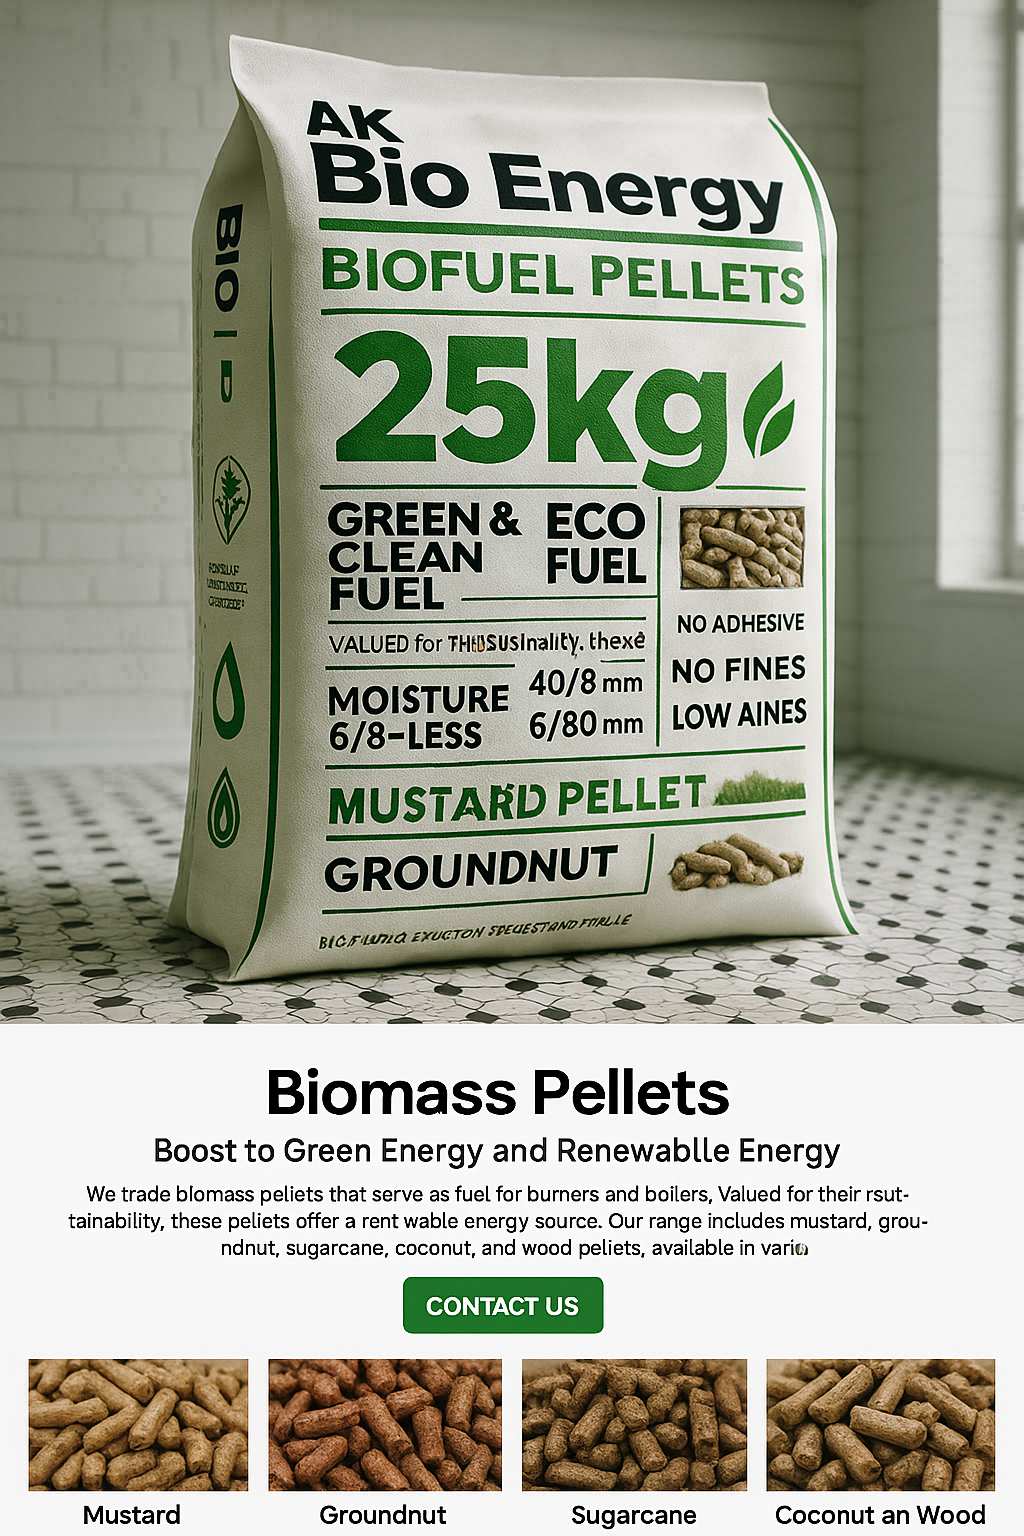 AK
Bio Energy
BIOFUEL PELLETS
25kg
GREEN &
CLEAN
FUEL
ECO
FUEL
NO ADHESIVE
NO FINES
LOW AINES
VALUED for
MOISTURE
6/8-LESS
40/8 mm
6/80 mm
MUSTARD PELLET
GROUNDNUT
BIO
Biomass Pellets
Boost to Green Energy and Renewablle Energy
We trade biomass peliets that serve as fuel for burners and boilers, Valued for their rsut-
tainability, these peliets offer a rent wable energy source. Our range includes mustard, grou-
ndnut, sugarcane, coconut, and wood peliets, available in
CONTACT US
Mustard
Groundnut
Sugarcane
Coconut an Wood